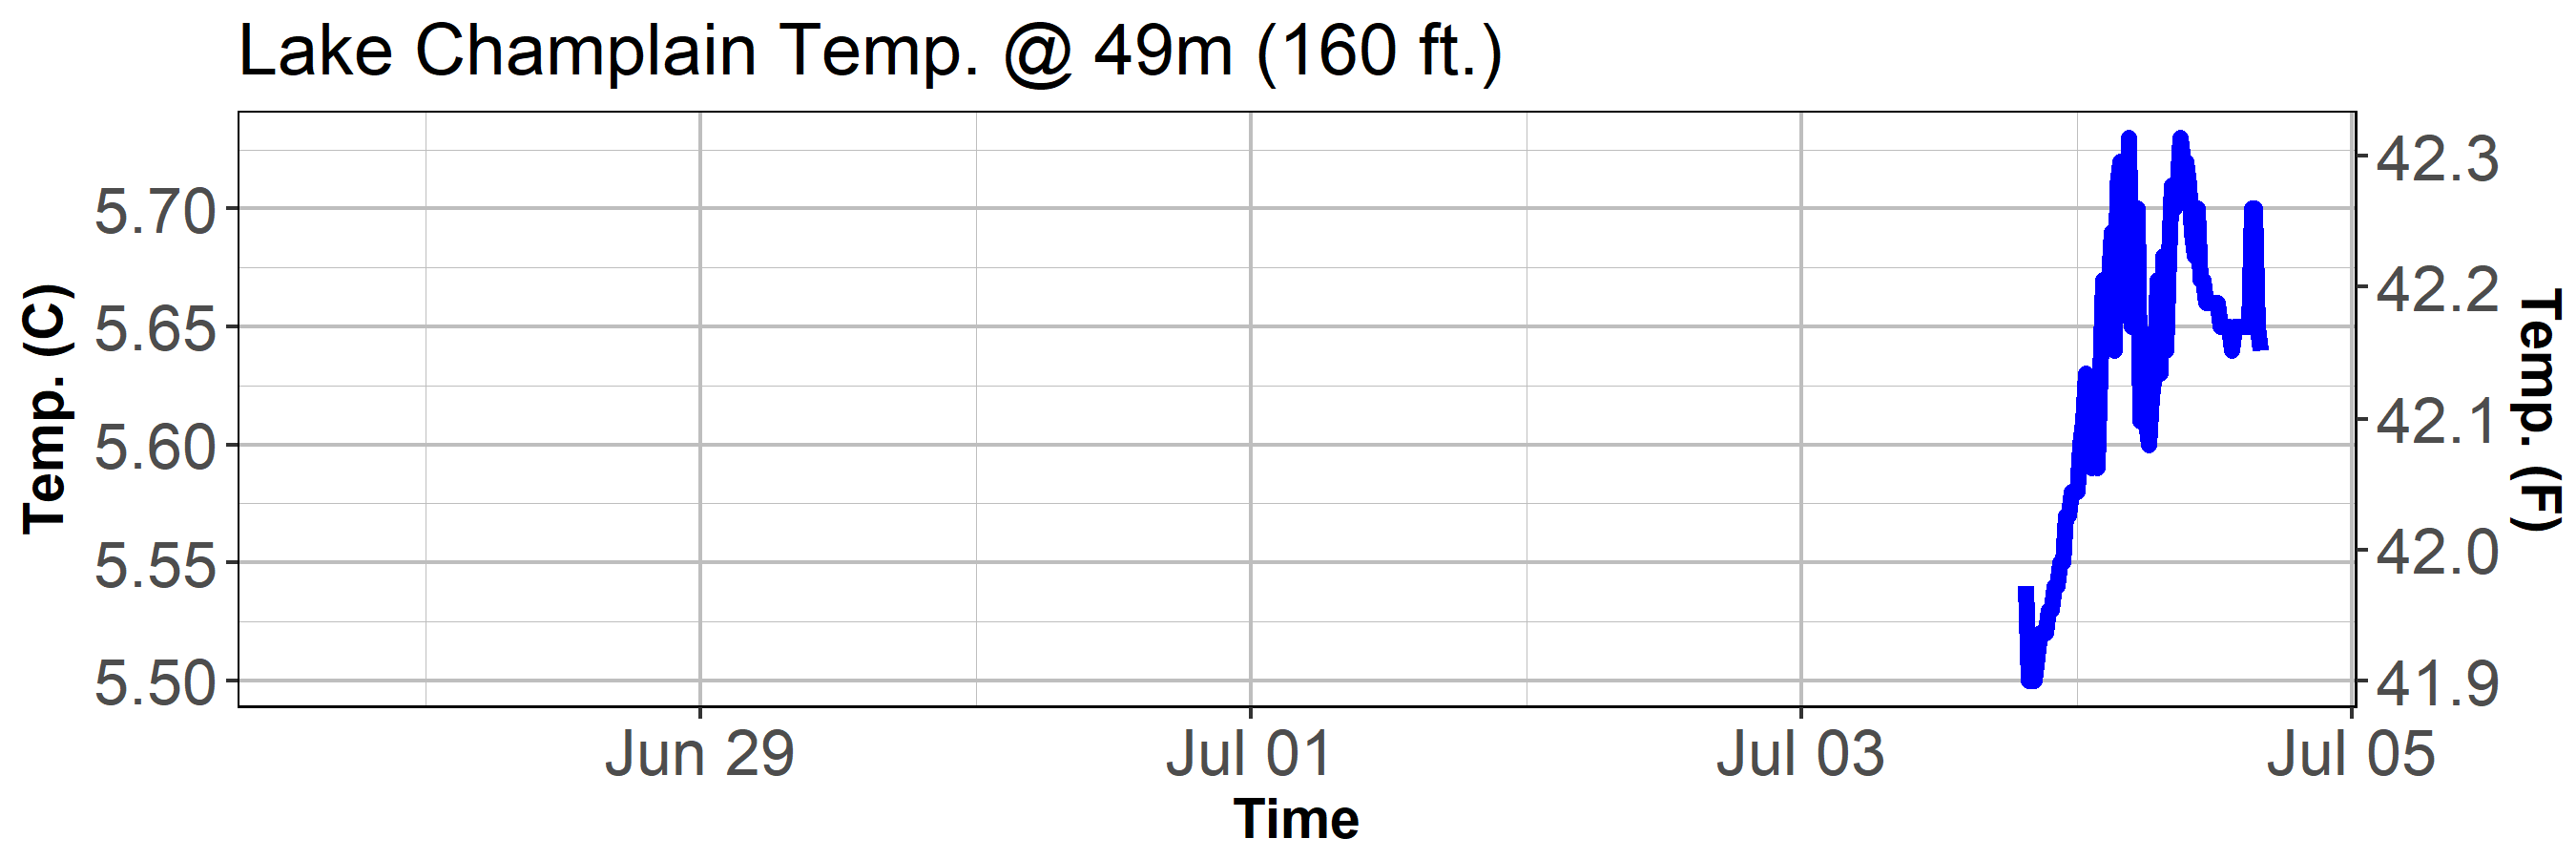 Lake Champlain Temp. @ 49m (160 ft.)
Temp. (C)
5.70
5.65
5.60
5.55
5.50
42.3
42.2
42.1
42.0
41.9
Temp. (F)
Jun 29
Jul 01
Jul 03
Jul 05
Time